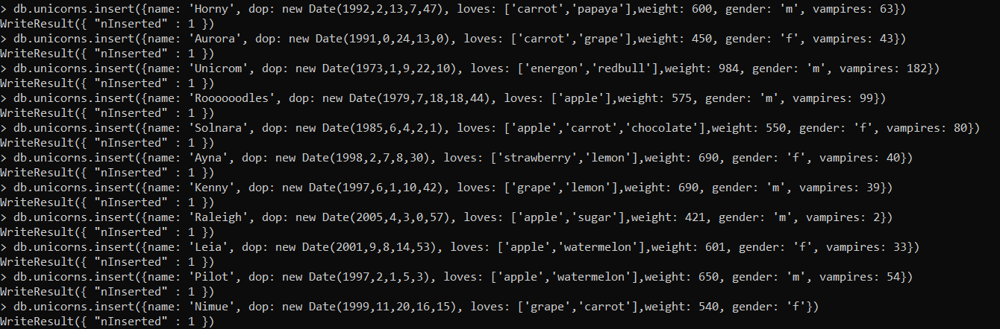 > db.unicorns.insert({name: 'Horny', dop: new Date(1992,2,13,7,47), loves: ['carrot','papaya'],weight: 600, gender: 'm', vampires: 63})
WriteResult({ "nInserted" : 1 })
> db.unicorns.insert({name: 'Aurora', dop: new Date(1991,0,24,13,0), loves: ['carrot','grape'],weight: 450, gender: 'f', vampires: 43})
WriteResult({ "nInserted" : 1 })
> db.unicorns.insert({name: 'Unicrom', dop: new Date(1973,1,9,22,10), loves: ['energon','redbull'],weight: 984, gender: 'm', vampires: 182})
WriteResult({ "nInserted" : 1 })
> db.unicorns.insert({name: 'Roooooodles', dop: new Date(1979,7,18,18,44), loves: ['apple'],weight: 575, gender: 'm', vampires: 99})
WriteResult({ "nInserted" : 1 })
> db.unicorns.insert({name: 'Solnara', dop: new Date(1985,6,4,2,1), loves: ['apple','carrot','chocolate'],weight: 550, gender: 'f', vampires: 80})
WriteResult({ "nInserted" : 1 })
> db.unicorns.insert({name: 'Ayna', dop: new Date(1998,2,7,8,30), loves: ['strawberry','lemon'],weight: 690, gender: 'f', vampires: 40})
WriteResult({ "nInserted" : 1 })
> db.unicorns.insert({name: 'Kenny', dop: new Date(1997,6,1,10,42), loves: ['grape','lemon'],weight: 690, gender: 'm', vampires: 39})
WriteResult({ "nInserted" : 1 })
> db.unicorns.insert({name: 'Raleigh', dop: new Date(2005,4,3,0,57), loves: ['apple','sugar'],weight: 421, gender: 'm', vampires: 2})
WriteResult({ "nInserted" : 1 })
> db.unicorns.insert({name: 'Leia', dop: new Date(2001,9,8,14,53), loves: ['apple','watermelon'],weight: 601, gender: 'f', vampires: 33})
WriteResult({ "nInserted" : 1 })
> db.unicorns.insert({name: 'Pilot', dop: new Date(1997,2,1,5,3), loves: ['apple','watermelon'],weight: 650, gender: 'm', vampires: 54})
WriteResult({ "nInserted" : 1 })
> db.unicorns.insert({name: 'Nimue', dop: new Date(1999,11,20,16,15), loves: ['grape','carrot'],weight: 540, gender: 'f'})
WriteResult({ "nInserted" : 1 })